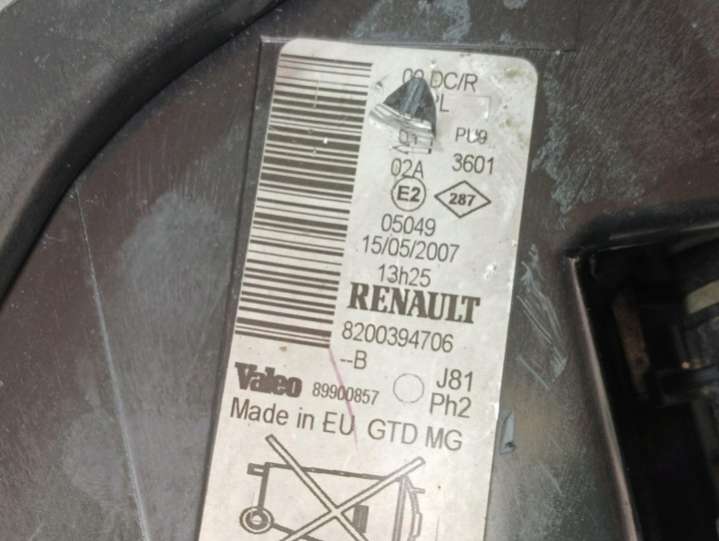 DC/R
PL
PU9
3601
02A
E2
287
05049
15/05/2007
13h25
RENAULT
8200394706
--B
Valeo 89900857
J81
Ph2
Made in EU GTD MG